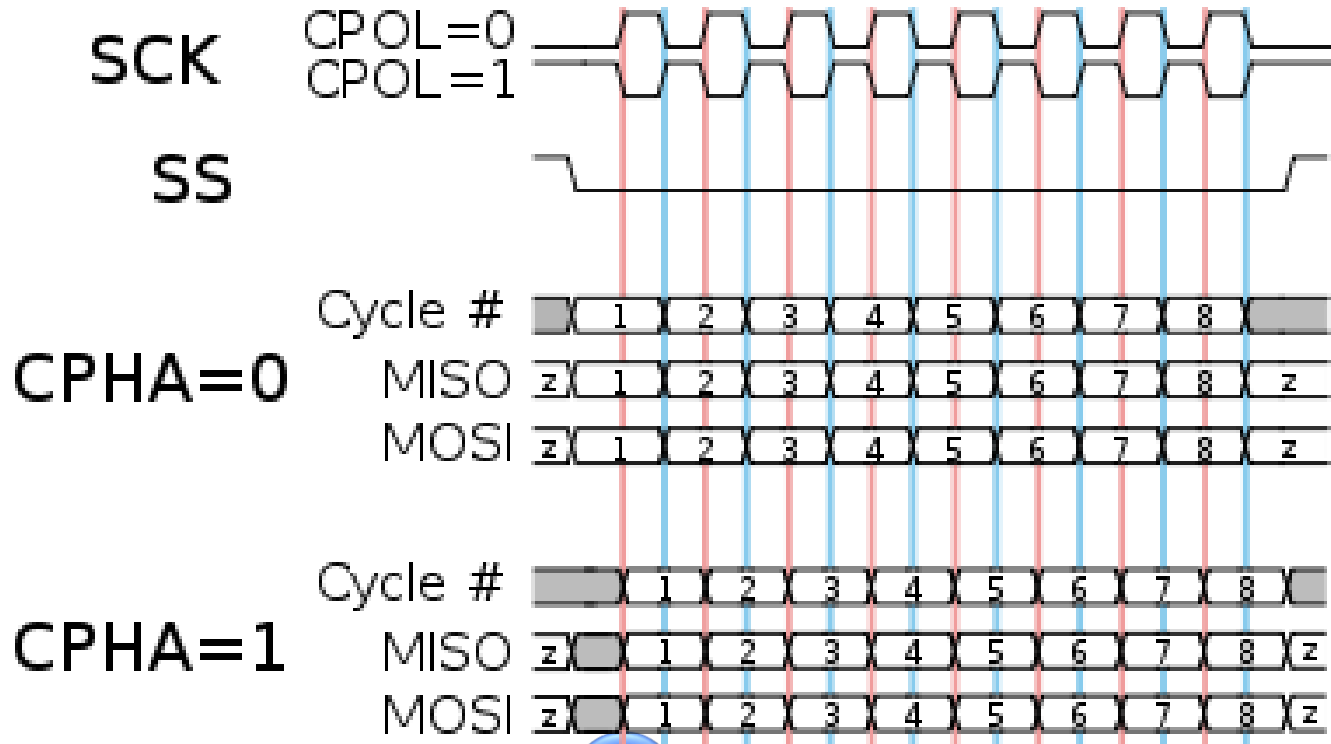 SCK CPOL=0
CPOL=1
SS
Cycle # 1 2 3 4 5 6 7 8
CPHA=0 MISO z 1 2 3 4 5 6 7 8 z
MOSI z 1 2 3 4 5 6 7 8 z
Cycle # 1 2 3 4 5 6 7 8
CPHA=1 MISO z 1 2 3 4 5 6 7 8 z
MOSI z 1 2 3 4 5 6 7 8 z